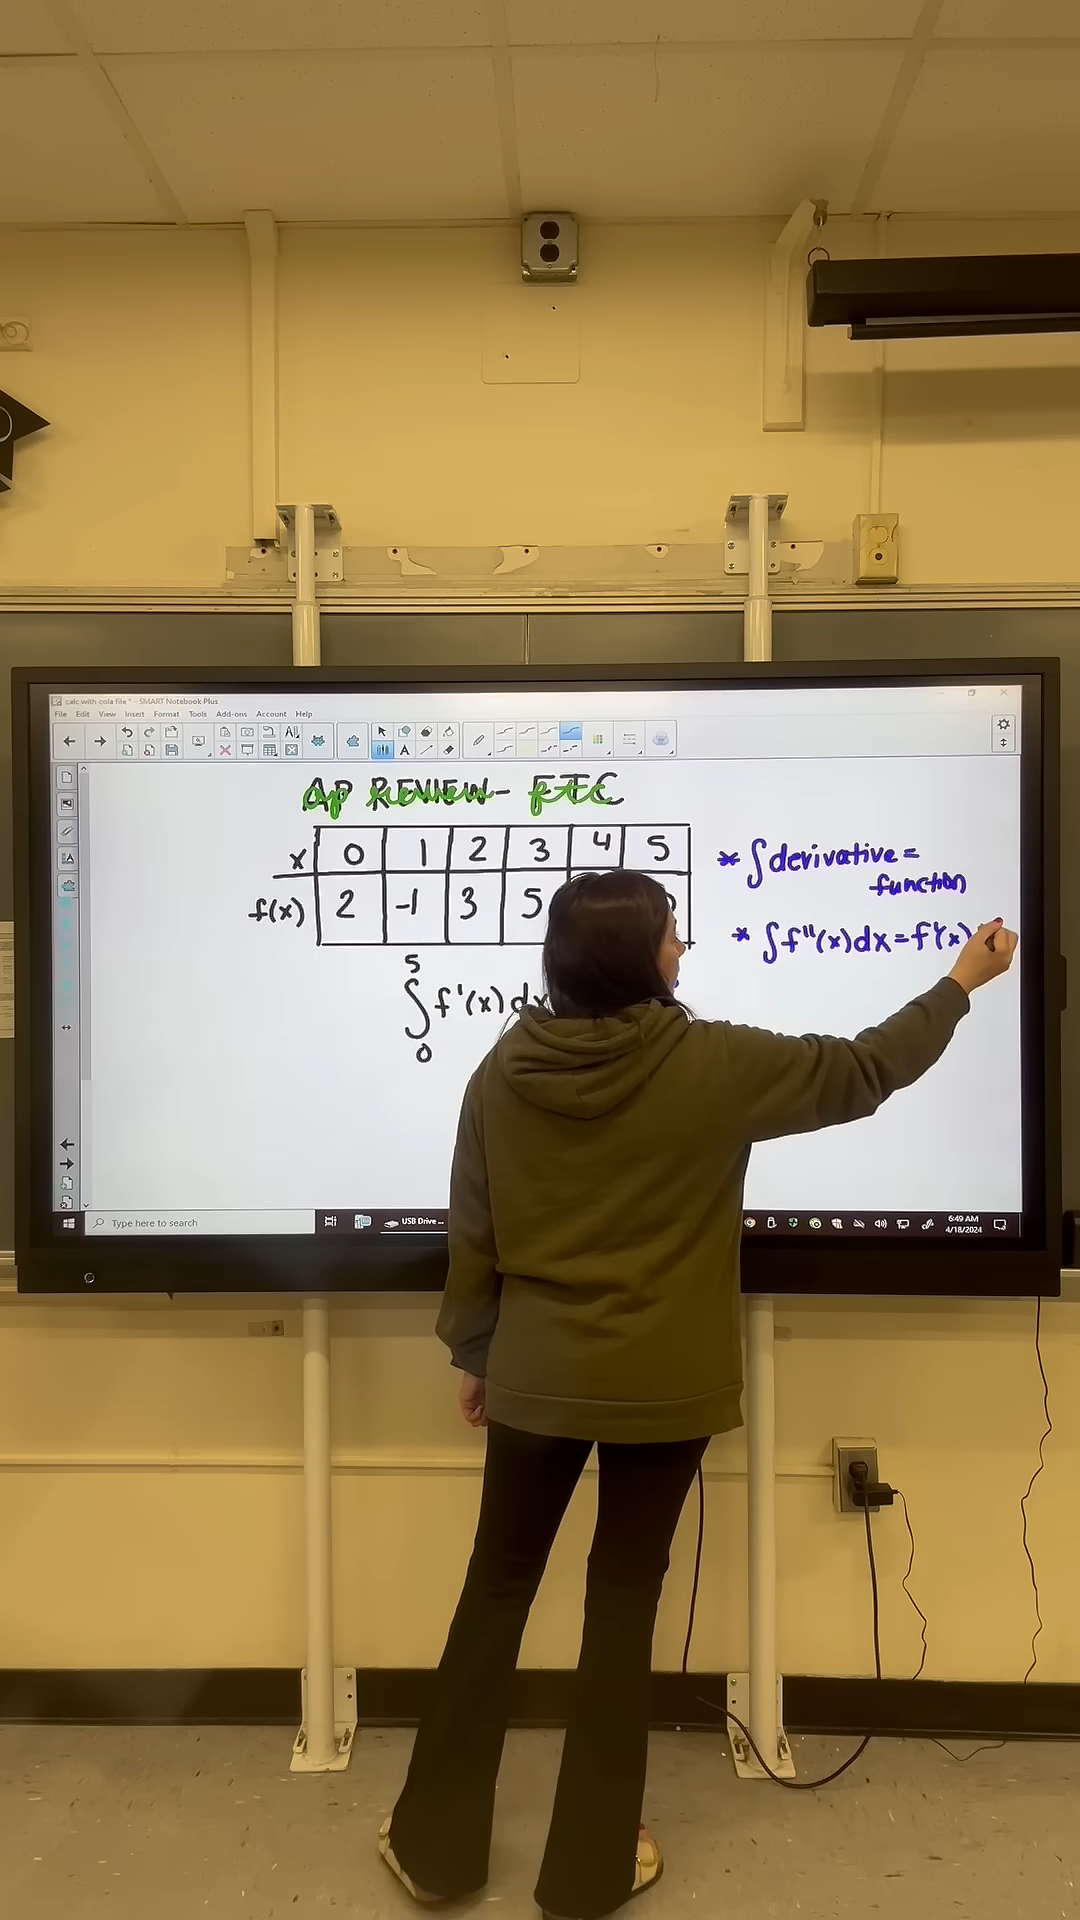 calc with cola file * - SMART Notebook Plus
File Edit View Insert Format Tools Add-ons Account Help
AP REVIEW- FTC
x 0 1 2 3 4 5
f(x) 2 -1 3 5
* ∫derivative =
function
* ∫f"(x)dx=f'(x)
5
∫ f'(x)dx
0
Type here to search
USB Drive ...
6:49 AM
4/18/2024